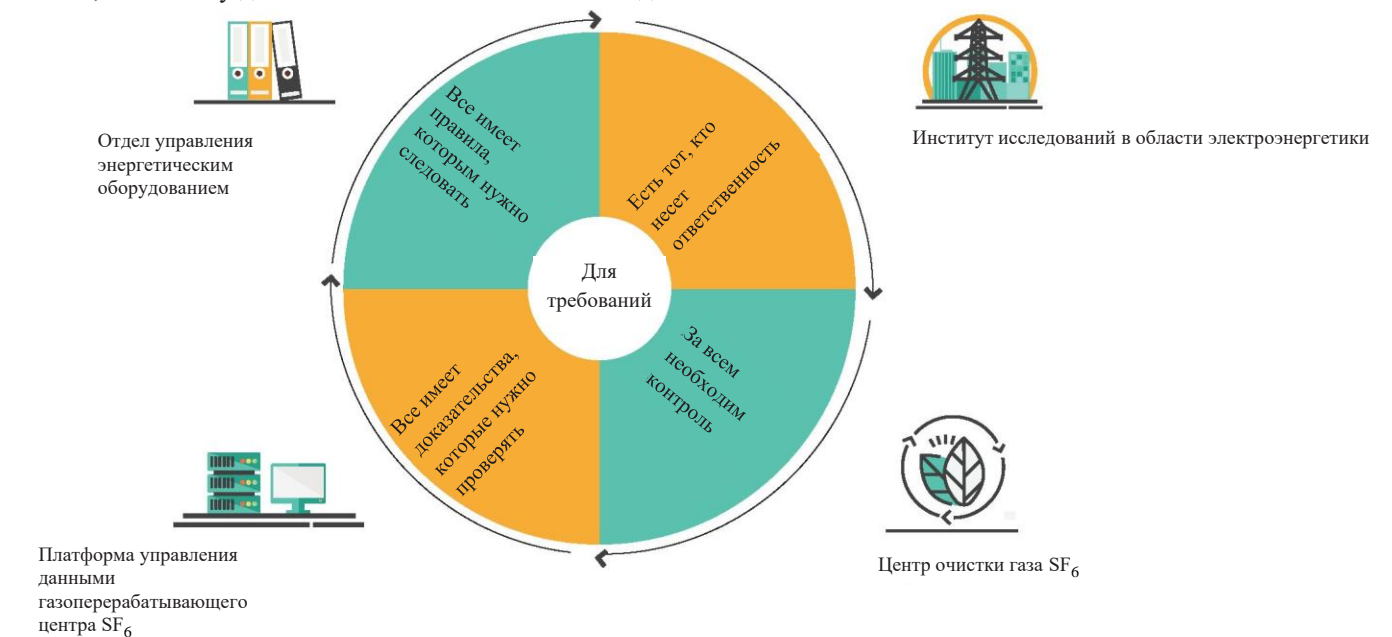 Отдел управления
энергетическим
оборудованием
Все имеет
правила,
которым нужно
следовать
Есть тот, кто
несет
ответственность
Институт исследований в области электроэнергетики
Для
требований
Все имеет
доказательства,
которые нужно
проверять
За всем
необходим
контроль
Платформа управления
данными
газоперерабатывающего
центра SF6
Центр очистки газа SF6